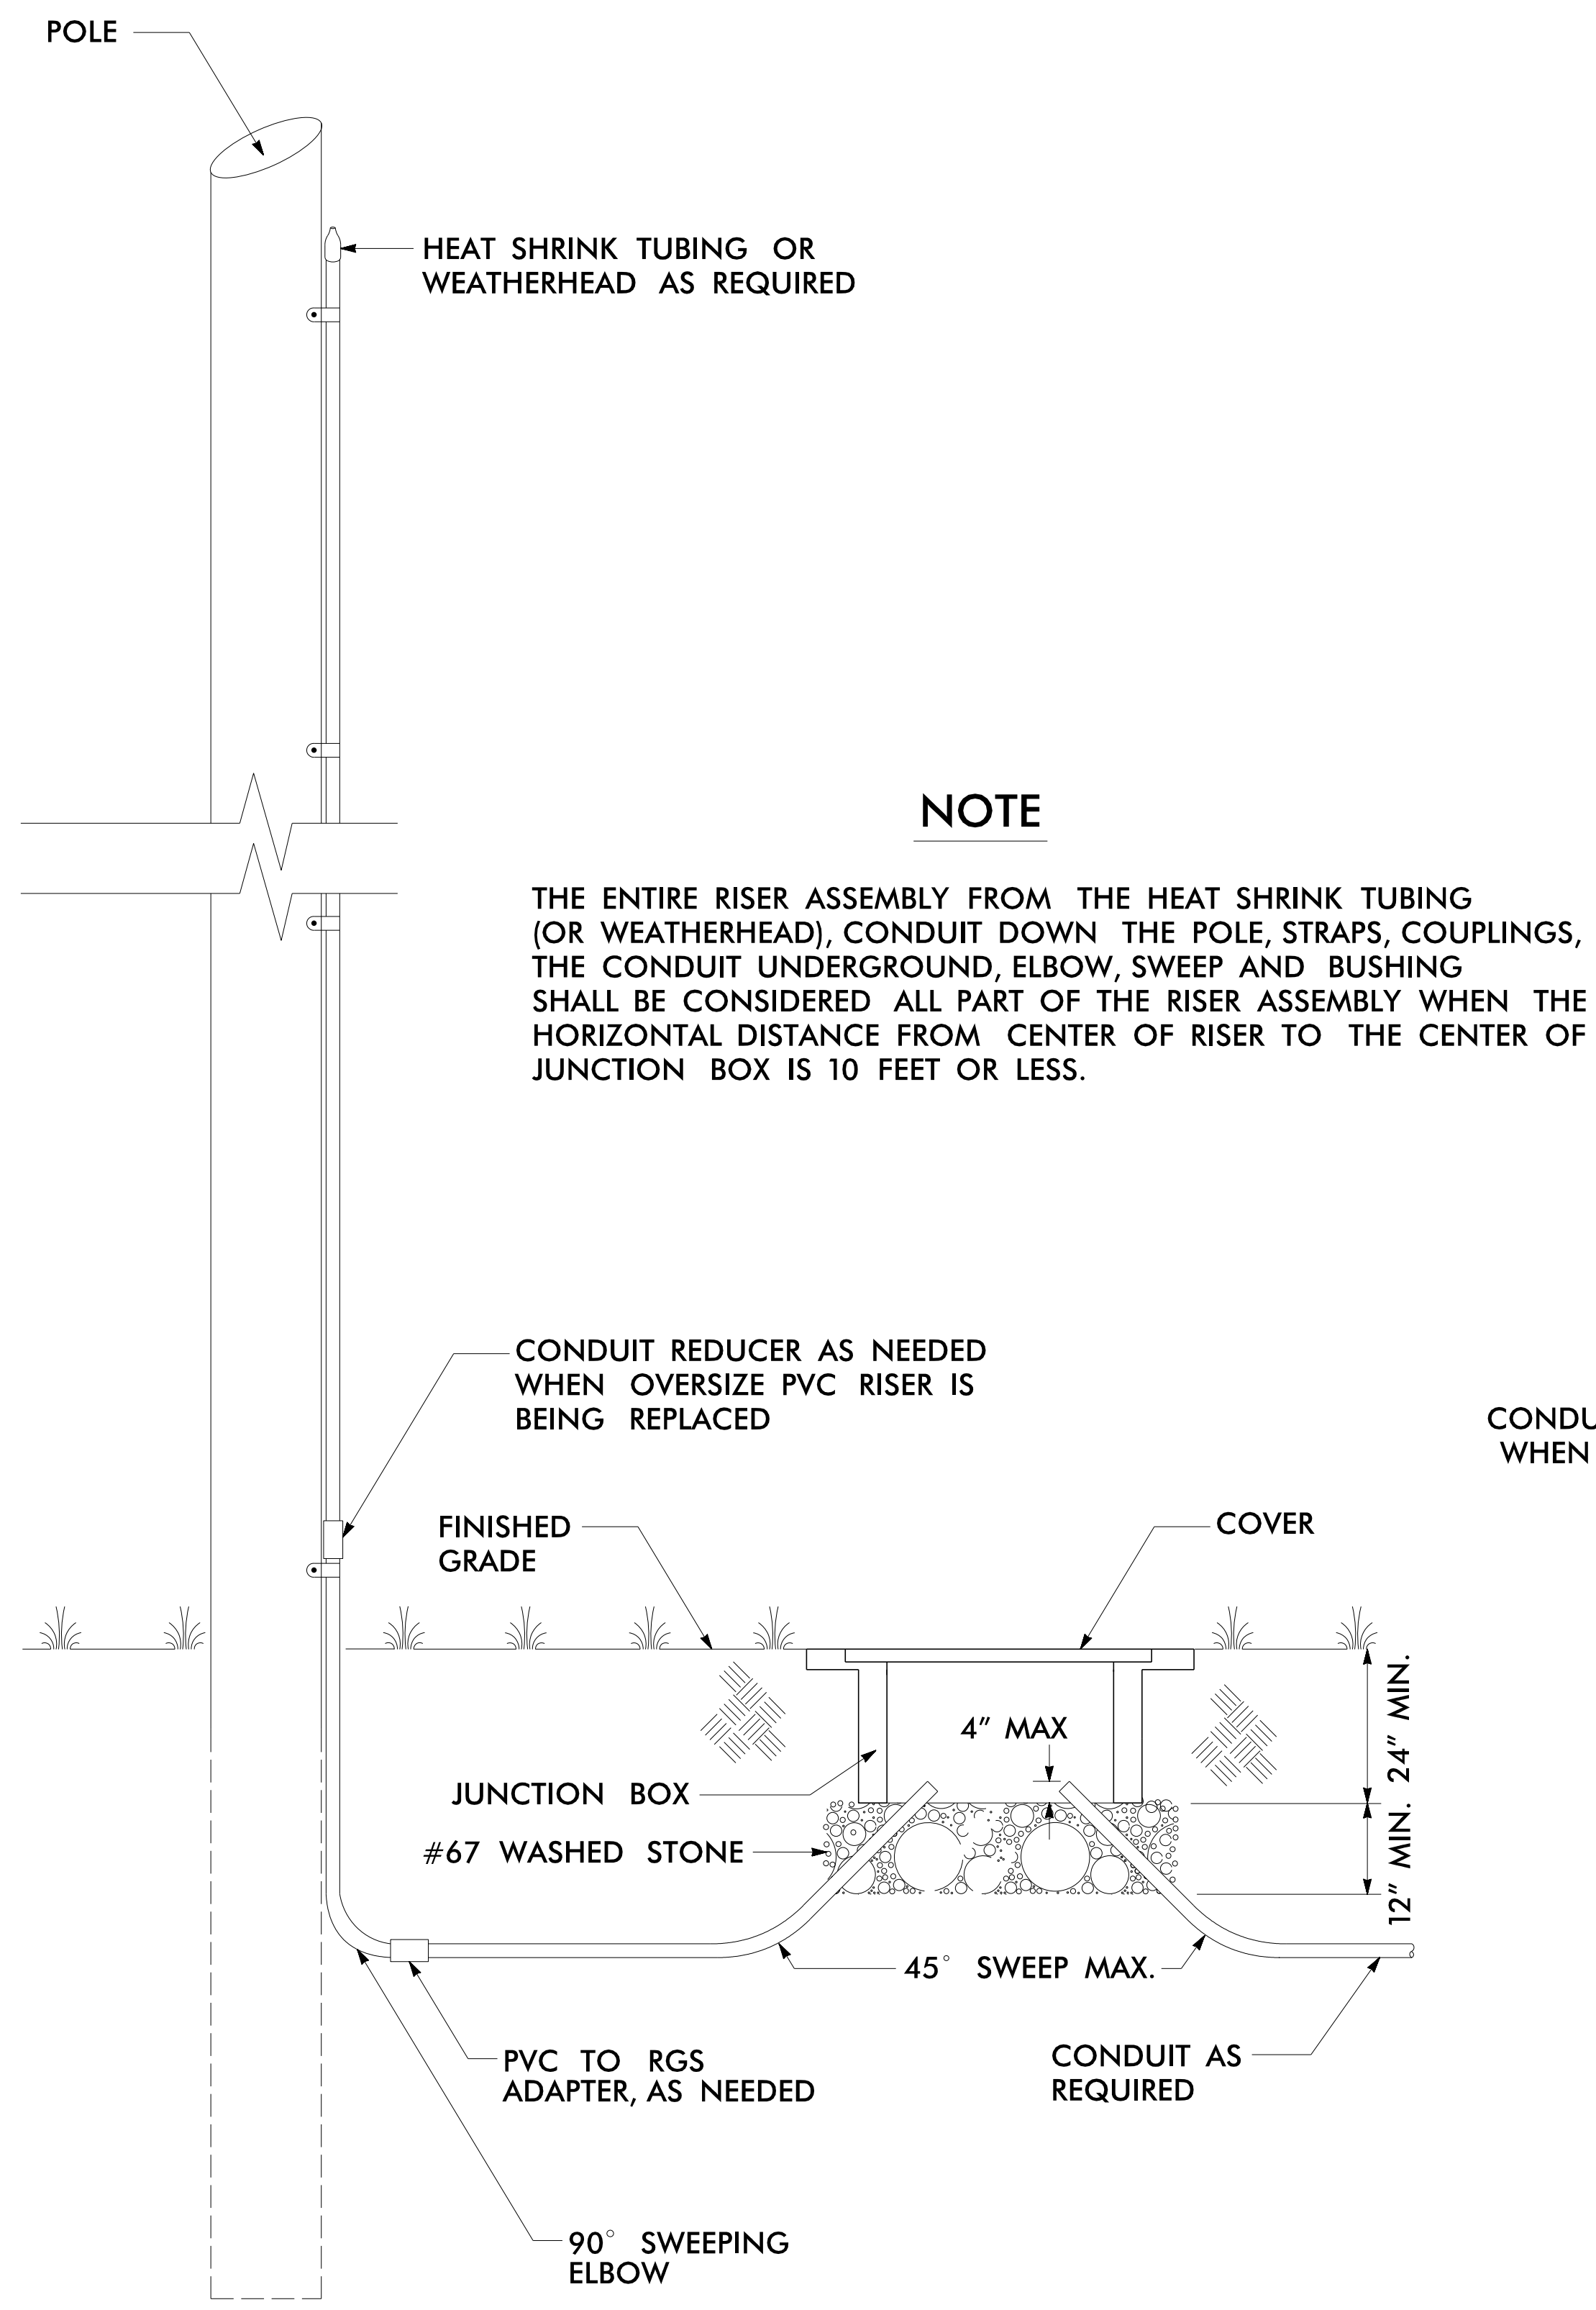 POLE
HEAT SHRINK TUBING OR
WEATHERHEAD AS REQUIRED
NOTE
THE ENTIRE RISER ASSEMBLY FROM THE HEAT SHRINK TUBING
(OR WEATHERHEAD), CONDUIT DOWN THE POLE, STRAPS, COUPLINGS,
THE CONDUIT UNDERGROUND, ELBOW, SWEEP AND BUSHING
SHALL BE CONSIDERED ALL PART OF THE RISER ASSEMBLY WHEN THE
HORIZONTAL DISTANCE FROM CENTER OF RISER TO THE CENTER OF
JUNCTION BOX IS 10 FEET OR LESS.
CONDUIT REDUCER AS NEEDED
WHEN OVERSIZE PVC RISER IS
BEING REPLACED
CONDU
WHEN
FINISHED
GRADE
COVER
4" MAX
24" MIN.
12" MIN.
JUNCTION BOX
#67 WASHED STONE
45° SWEEP MAX.
PVC TO RGS
ADAPTER, AS NEEDED
CONDUIT AS
REQUIRED
90° SWEEPING
ELBOW